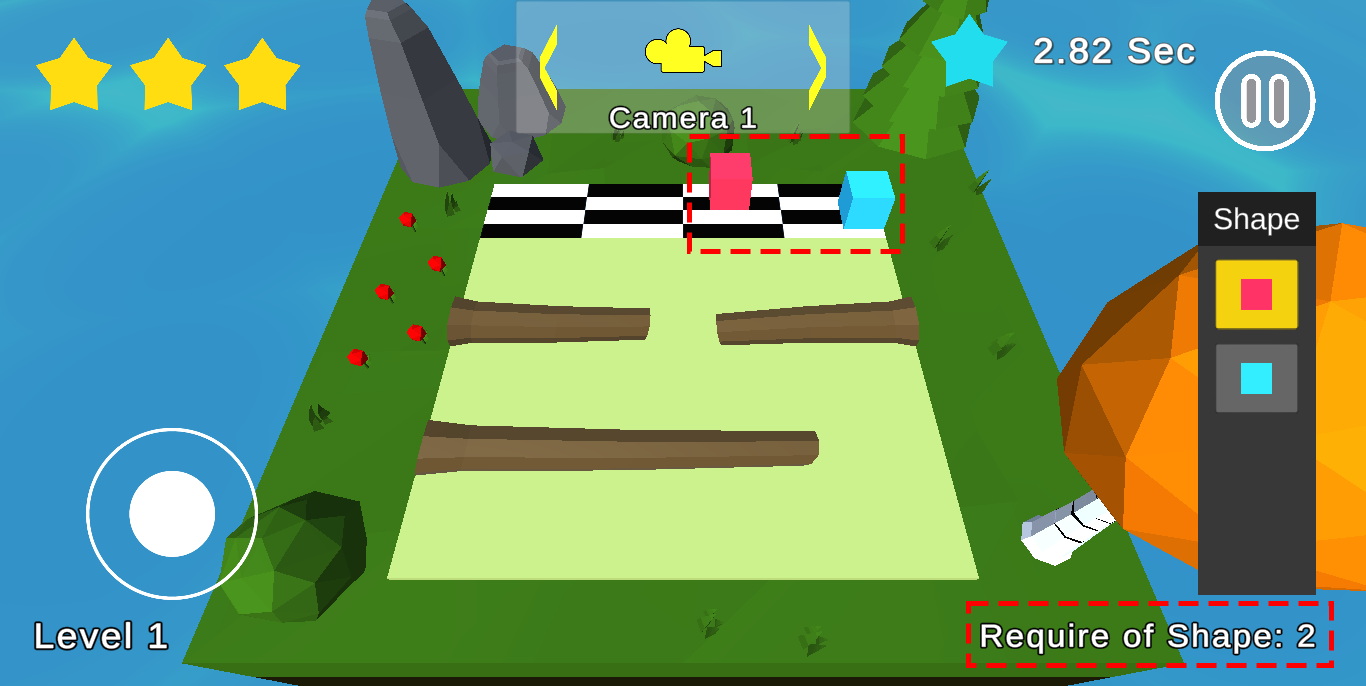 2.82 Sec
Camera 1
Shape
Level 1
Require of Shape: 2